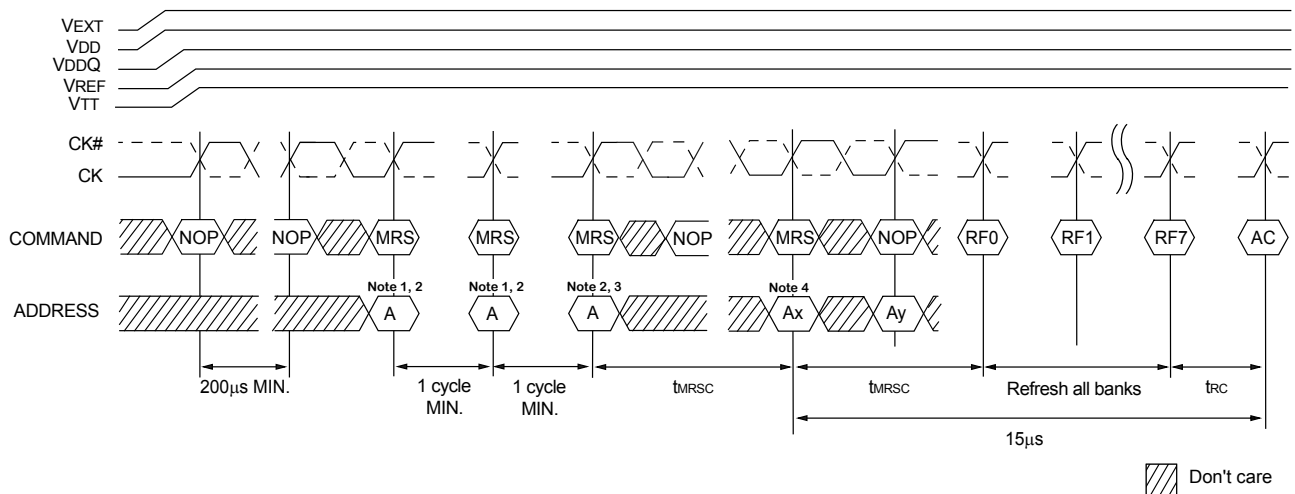 VEXT
VDD
VDDQ
VREF
VTT
CK#
CK
COMMAND NOP NOP MRS MRS MRS NOP MRS NOP RF0 RF1 RF7 AC
Note 1, 2 Note 1, 2 Note 2, 3 Note 4
ADDRESS A A A Ax Ay
200μs MIN. 1 cycle MIN. 1 cycle MIN. tMRSC tMRSC Refresh all banks tRC
15μs
Don't care